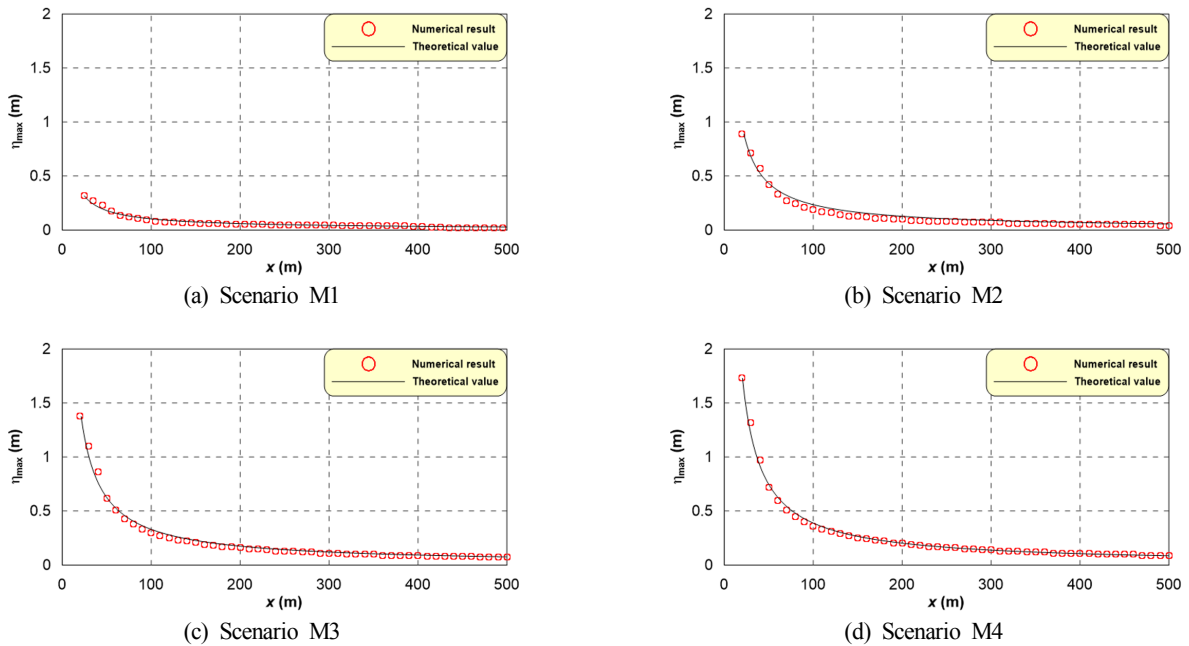 2
Numerical result
Theoretical value
1.5
1
0.5
0
ηmax (m)
0 100 200 300 400 500
x (m)
(a) Scenario M1
2
Numerical result
Theoretical value
1.5
1
0.5
0
ηmax (m)
0 100 200 300 400 500
x (m)
(b) Scenario M2
2
Numerical result
Theoretical value
1.5
1
0.5
0
ηmax (m)
0 100 200 300 400 500
x (m)
(c) Scenario M3
2
Numerical result
Theoretical value
1.5
1
0.5
0
ηmax (m)
0 100 200 300 400 500
x (m)
(d) Scenario M4